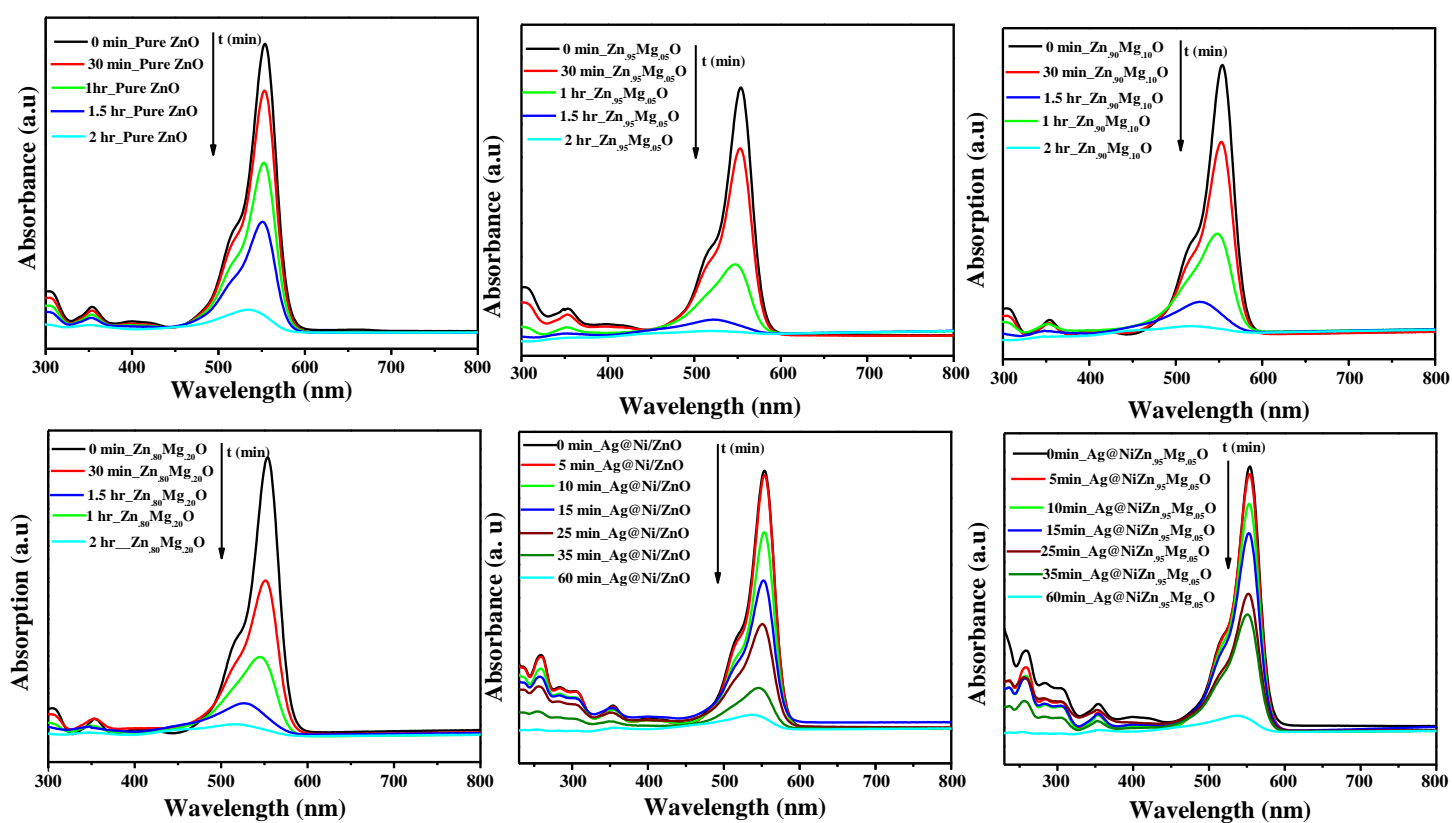 0 min_Pure ZnO
30 min_Pure ZnO
1hr_Pure ZnO
1.5 hr_Pure ZnO
2 hr_Pure ZnO
t (min)
Absorbance (a.u)
300 400 500 600 700 800
Wavelength (nm)
0 min_Zn.95Mg.05O
30 min_Zn.95Mg.05O
1 hr_Zn.95Mg.05O
1.5 hr_Zn.95Mg.05O
2 hr_Zn.95Mg.05O
t (min)
Absorbance (a.u)
300 400 500 600 700 800
Wavelength (nm)
0 min_Zn.90Mg.10O
30 min_Zn.90Mg.10O
1.5 hr_Zn.90Mg.10O
1 hr_Zn.90Mg.10O
2 hr_Zn.90Mg.10O
t (min)
Absorption (a.u)
300 400 500 600 700 800
Wavelength (nm)
0 min_Zn.80Mg.20O
30 min_Zn.80Mg.20O
1.5 hr_Zn.80Mg.20O
1 hr_Zn.80Mg.20O
2 hr__Zn.80Mg.20O
t (min)
Absorption (a.u)
300 400 500 600 700 800
Wavelength (nm)
0 min_Ag@Ni/ZnO
5 min_Ag@Ni/ZnO
10 min_Ag@Ni/ZnO
15 min_Ag@Ni/ZnO
25 min_Ag@Ni/ZnO
35 min_Ag@Ni/ZnO
60 min_Ag@Ni/ZnO
t (min)
Absorbance (a. u)
300 400 500 600 700 800
Wavelength (nm)
0min_Ag@NiZn.95Mg.05O
5min_Ag@NiZn.95Mg.05O
10min_Ag@NiZn.95Mg.05O
15min_Ag@NiZn.95Mg.05O
25min_Ag@NiZn.95Mg.05O
35min_Ag@NiZn.95Mg.05O
60min_Ag@NiZn.95Mg.05O
t (min)
Absorbance (a.u)
300 400 500 600 700 800
Wavelength (nm)